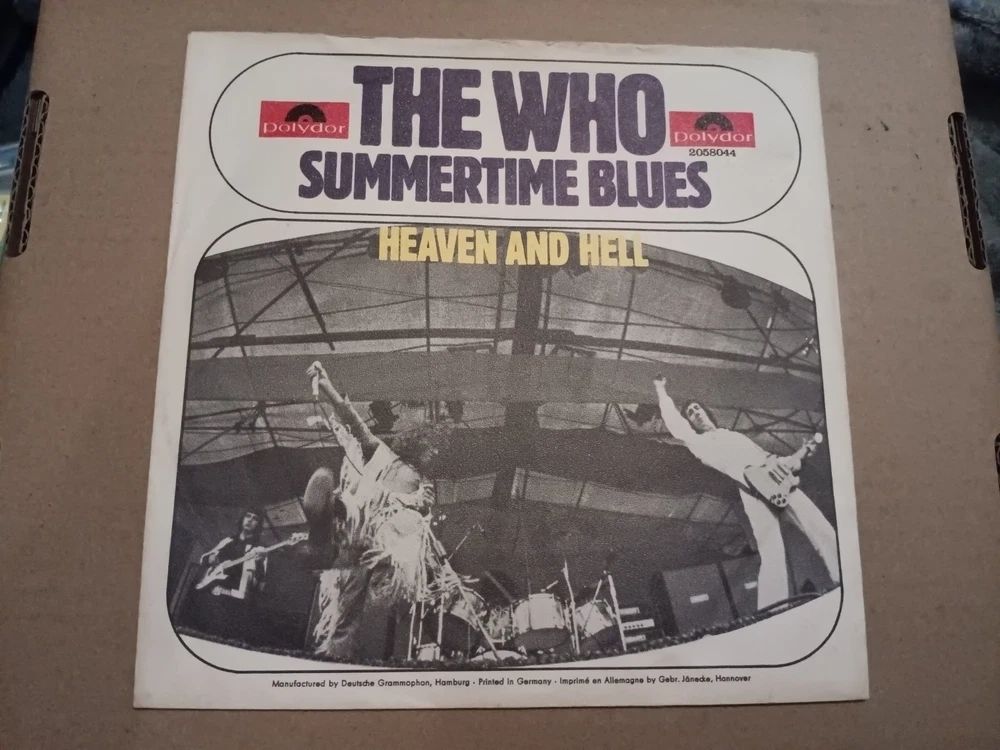 THE WHO
polydor
polydor
2058044
SUMMERTIME BLUES
HEAVEN AND HELL
Manufactured by Deutsche Grammophon, Hamburg · Printed in Germany · Imprimé en Allemagne by Gebr. Jänecke, Hannover